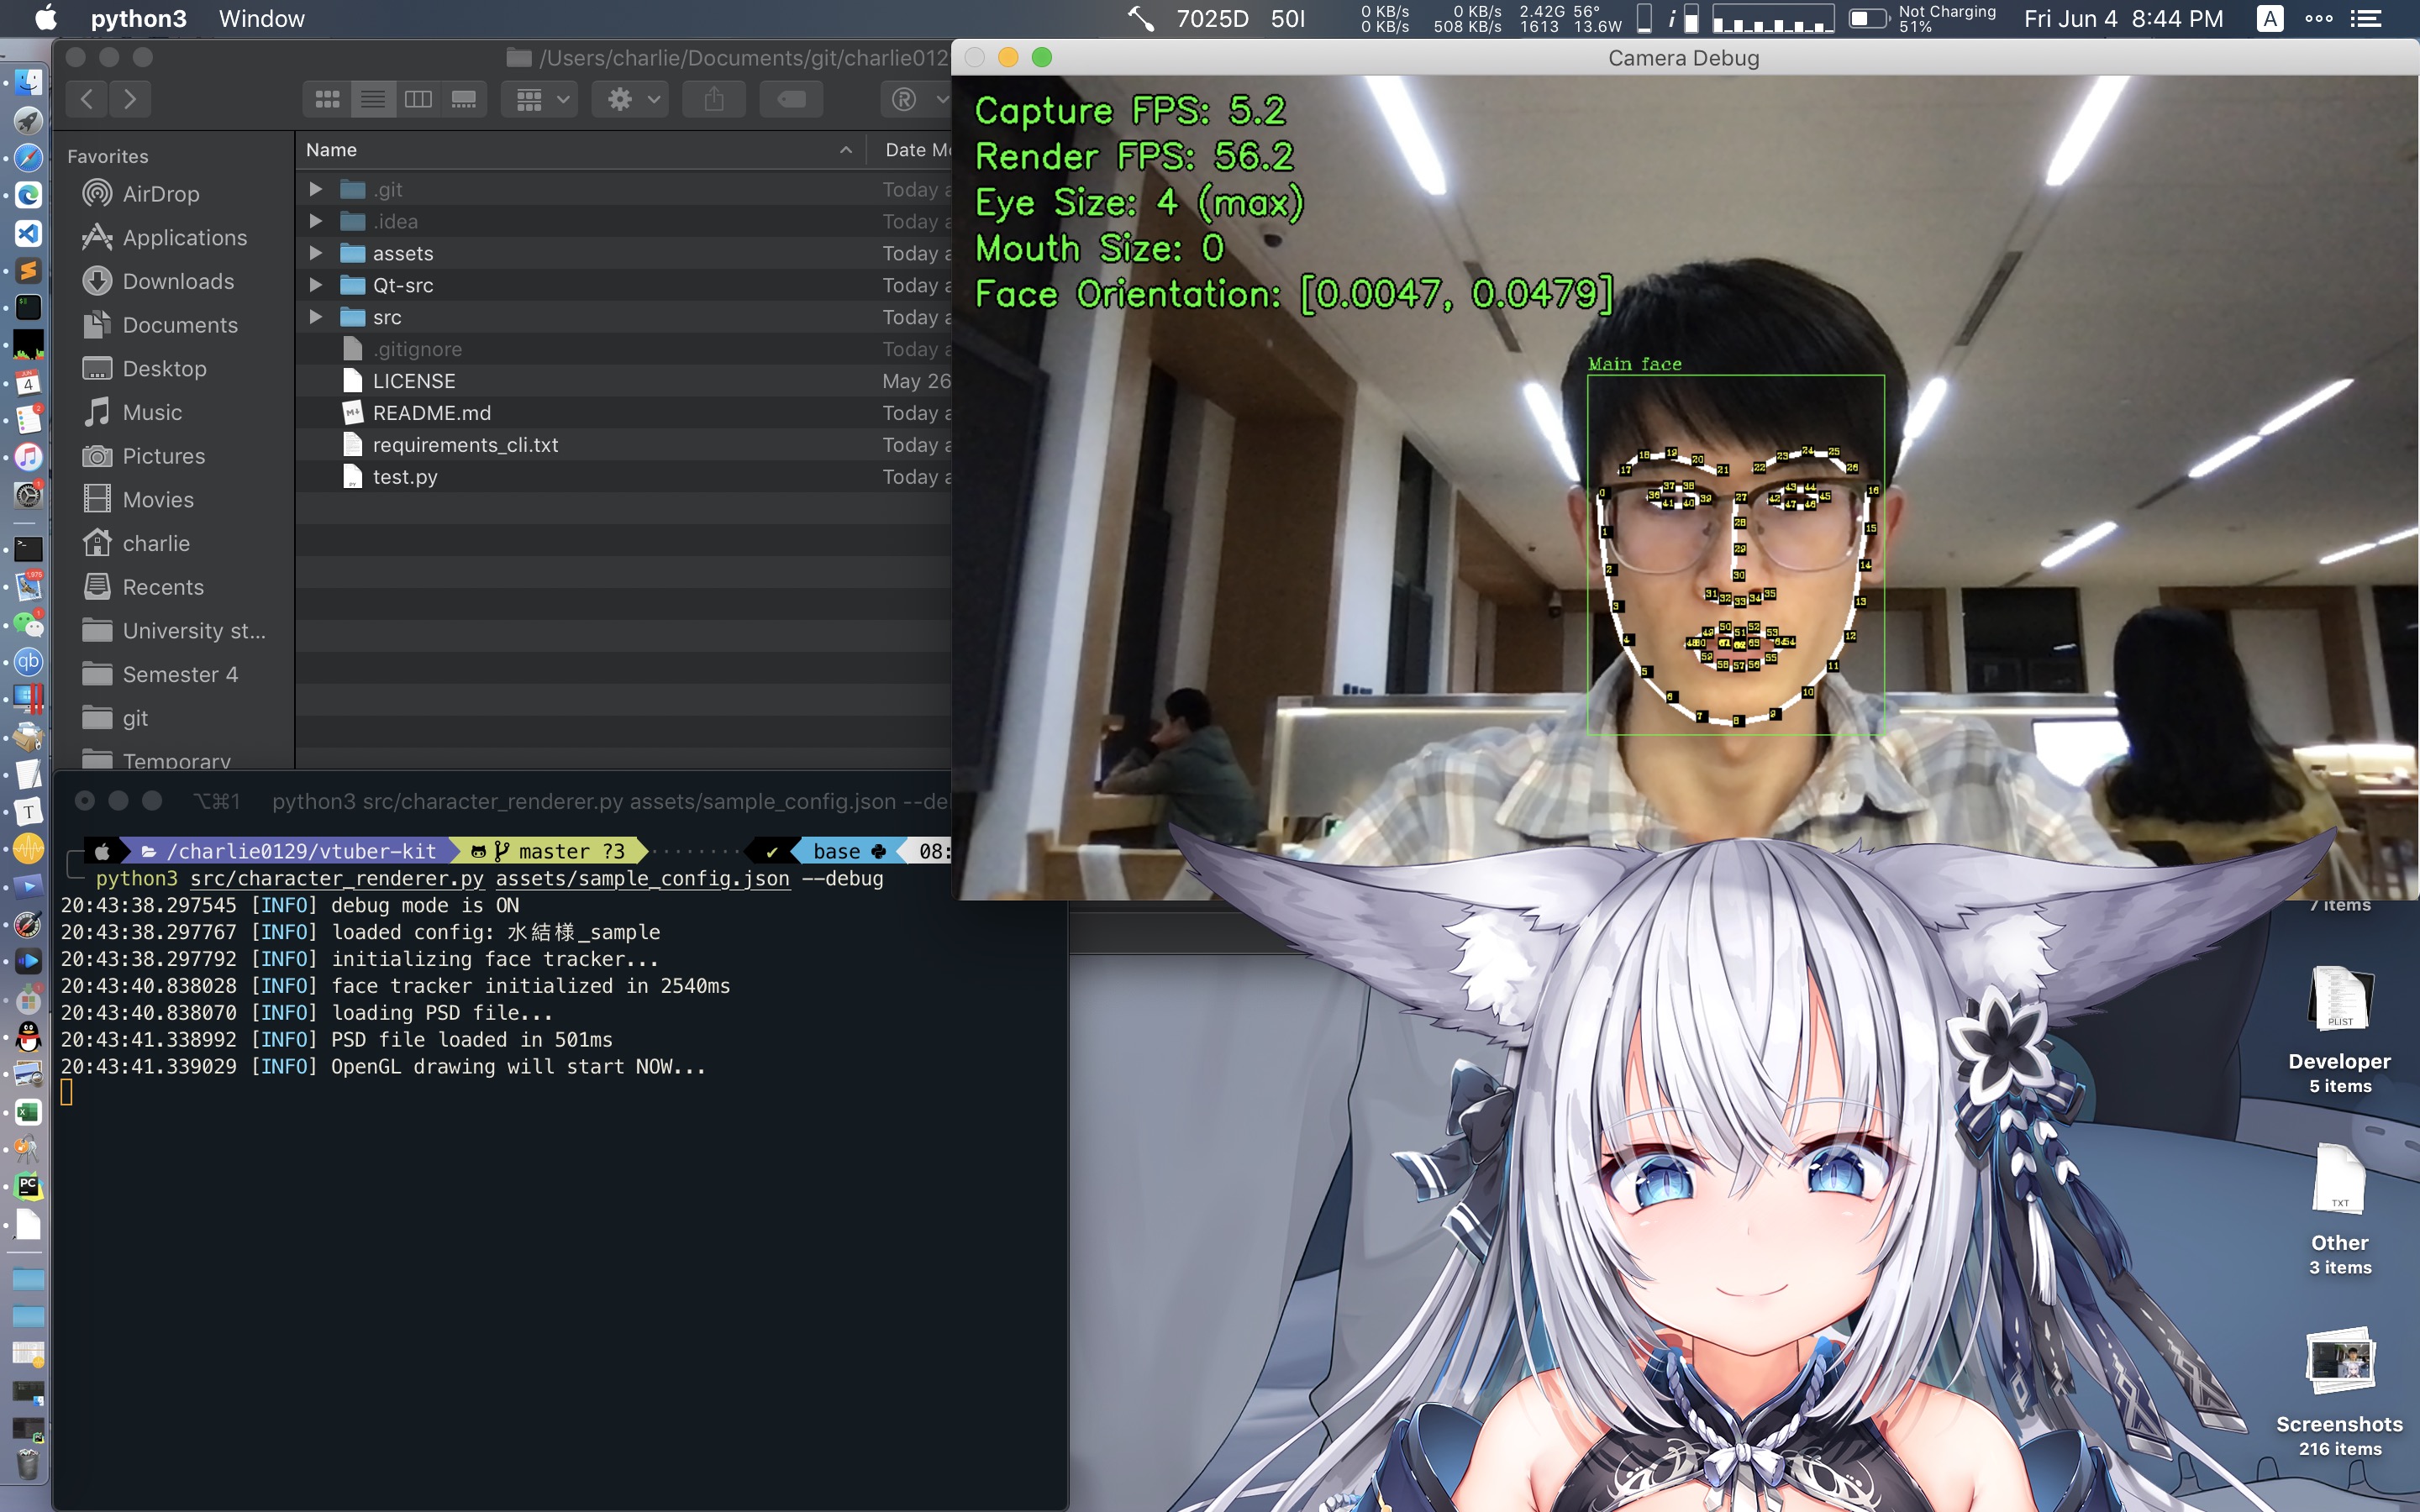 python3 Window
7025D 50I
0 KB/s 0 KB/s 2.42G 56°
0 KB/s 508 KB/s 1613 13.6W
Not Charging
51%
Fri Jun 4 8:44 PM
A
/Users/charlie/Documents/git/charlie012
Favorites
AirDrop
Applications
Downloads
Documents
Desktop
Music
Pictures
Movies
charlie
Recents
University st...
Semester 4
git
Temporary
Name Date Mo
.git Today a
.idea Today a
assets Today a
Qt-src Today a
src Today a
.gitignore Today a
LICENSE May 26
README.md Today a
requirements_cli.txt Today a
test.py Today a
Camera Debug
Capture FPS: 5.2
Render FPS: 56.2
Eye Size: 4 (max)
Mouth Size: 0
Face Orientation: [0.0047, 0.0479]
Main face
⌥⌘1 python3 src/character_renderer.py assets/sample_config.json --del
/charlie0129/vtuber-kit master ?3 ✔ base 08:
python3 src/character_renderer.py assets/sample_config.json --debug
20:43:38.297545 [INFO] debug mode is ON
20:43:38.297767 [INFO] loaded config: 水結様_sample
20:43:38.297792 [INFO] initializing face tracker...
20:43:40.838028 [INFO] face tracker initialized in 2540ms
20:43:40.838070 [INFO] loading PSD file...
20:43:41.338992 [INFO] PSD file loaded in 501ms
20:43:41.339029 [INFO] OpenGL drawing will start NOW...
7 items
PLIST
Developer
5 items
TXT
Other
3 items
Screenshots
216 items